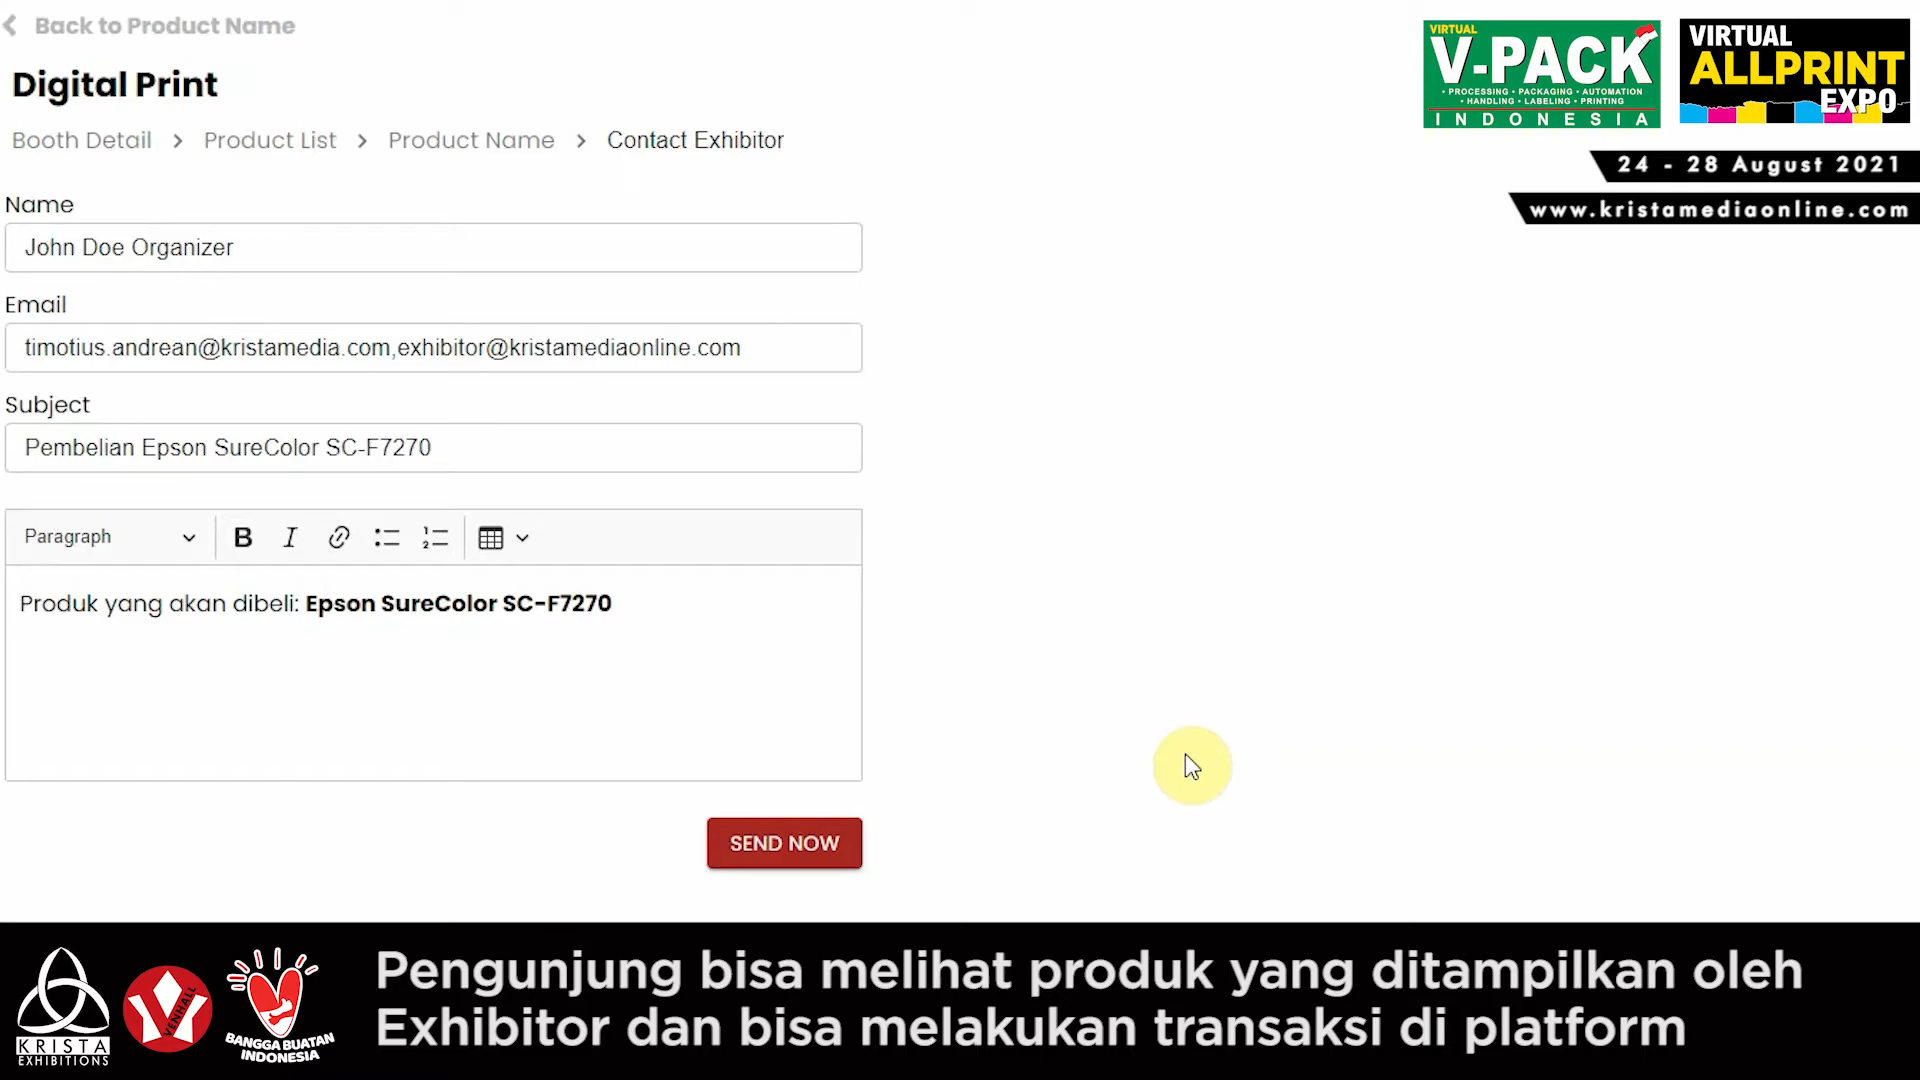 Back to Product Name
Digital Print
Booth Detail > Product List > Product Name > Contact Exhibitor
Name
John Doe Organizer
Email
timotius.andrean@kristamedia.com,exhibitor@kristamediaonline.com
Subject
Pembelian Epson SureColor SC-F7270
Paragraph B I
Produk yang akan dibeli: Epson SureColor SC-F7270
SEND NOW
VIRTUAL
V-PACK
• PROCESSING • PACKAGING • AUTOMATION
• HANDLING • LABELING • PRINTING
INDONESIA
VIRTUAL
ALLPRINT
EXPO
24 - 28 August 2021
www.kristamediaonline.com
KRISTA
EXHIBITIONS
VENHALL
BANGGA BUATAN
INDONESIA
Pengunjung bisa melihat produk yang ditampilkan oleh
Exhibitor dan bisa melakukan transaksi di platform